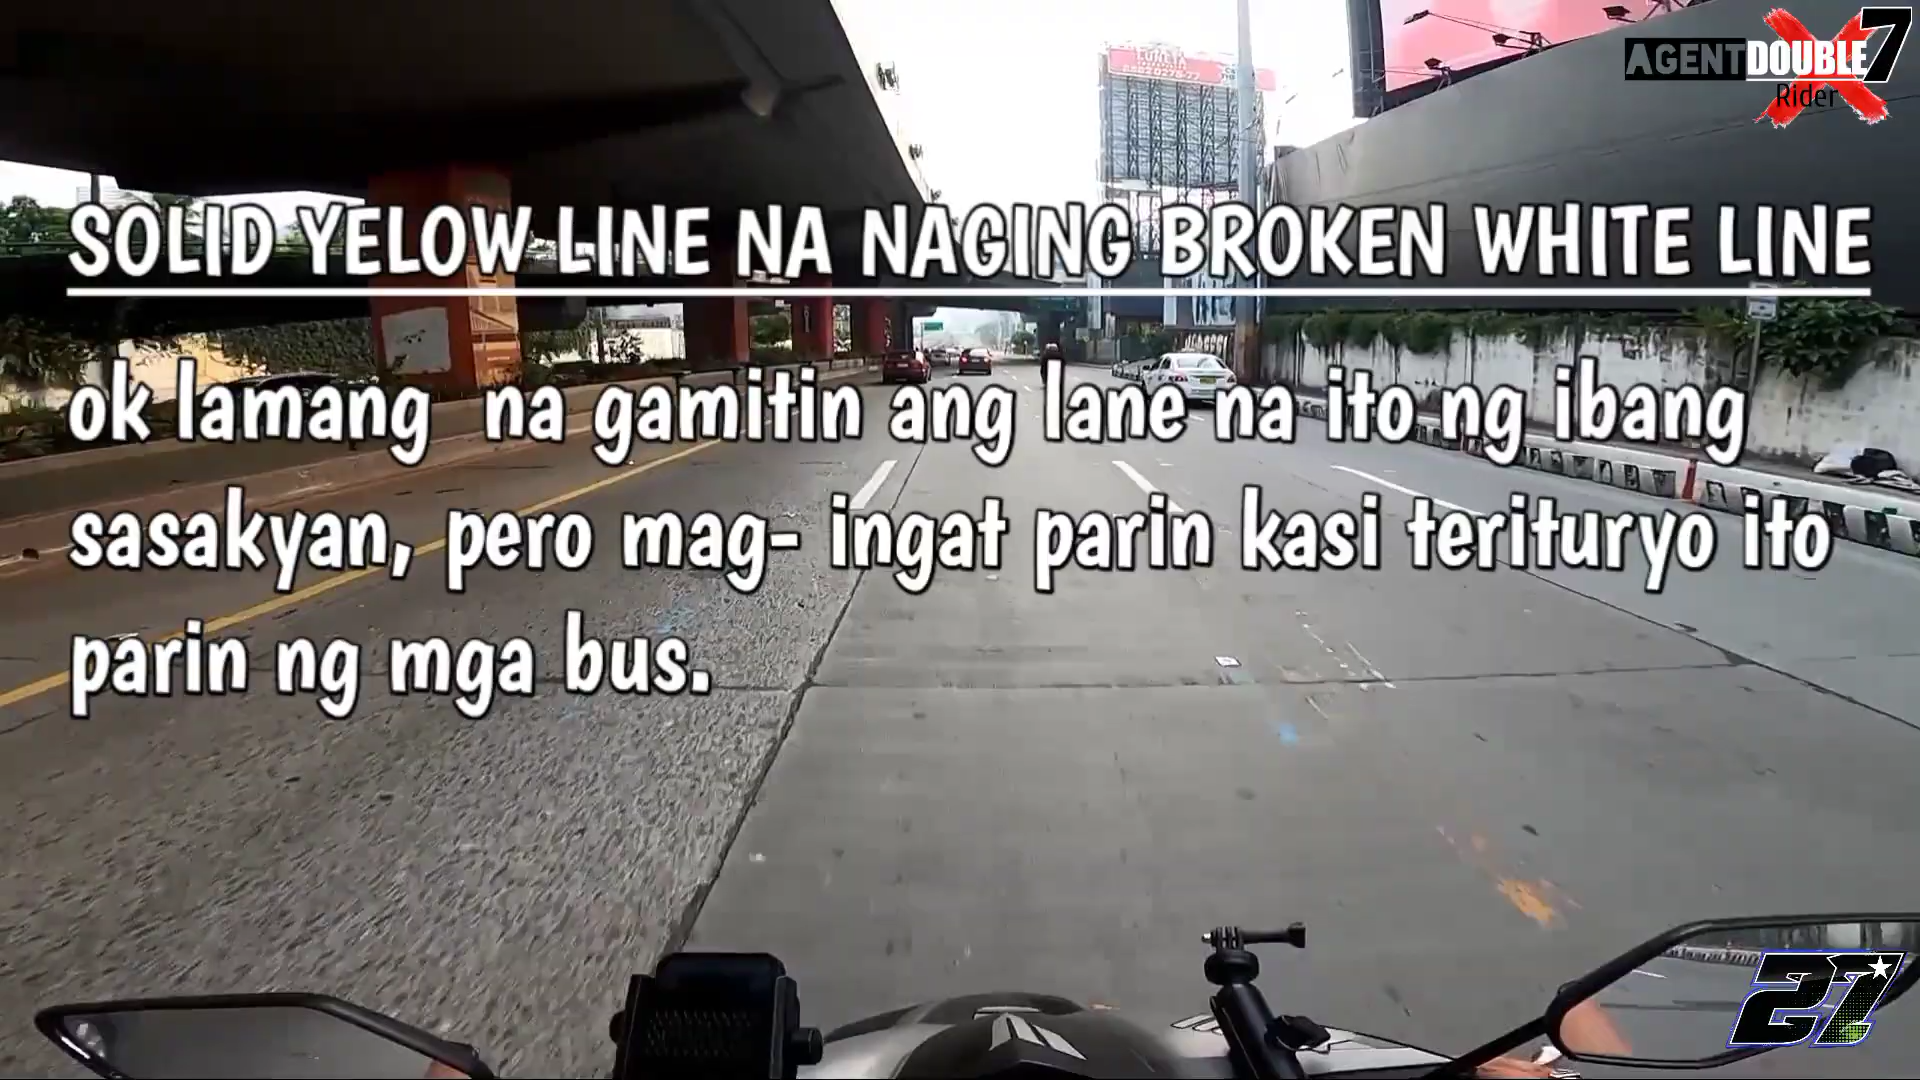 AGENTDOUBLE7
Rider
SOLID YELOW LINE NA NAGING BROKEN WHITE LINE
ok lamang na gamitin ang lane na ito ng ibang
sasakyan, pero mag- ingat parin kasi terituryo ito
parin ng mga bus.
27